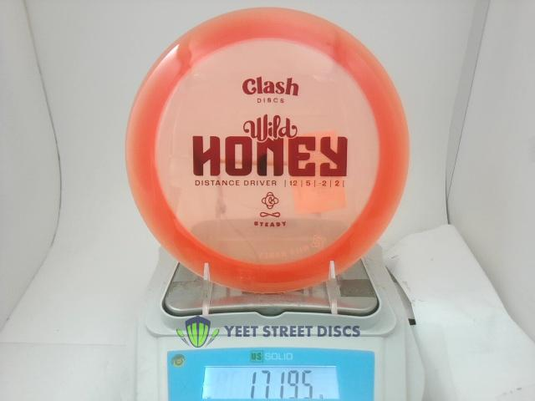 Clash
DISCS
Wild
HONEY
DISTANCE DRIVER | 12 | 5 | -2 | 2 |
STEADY
YEET STREET DISCS
US SOLID
171.95